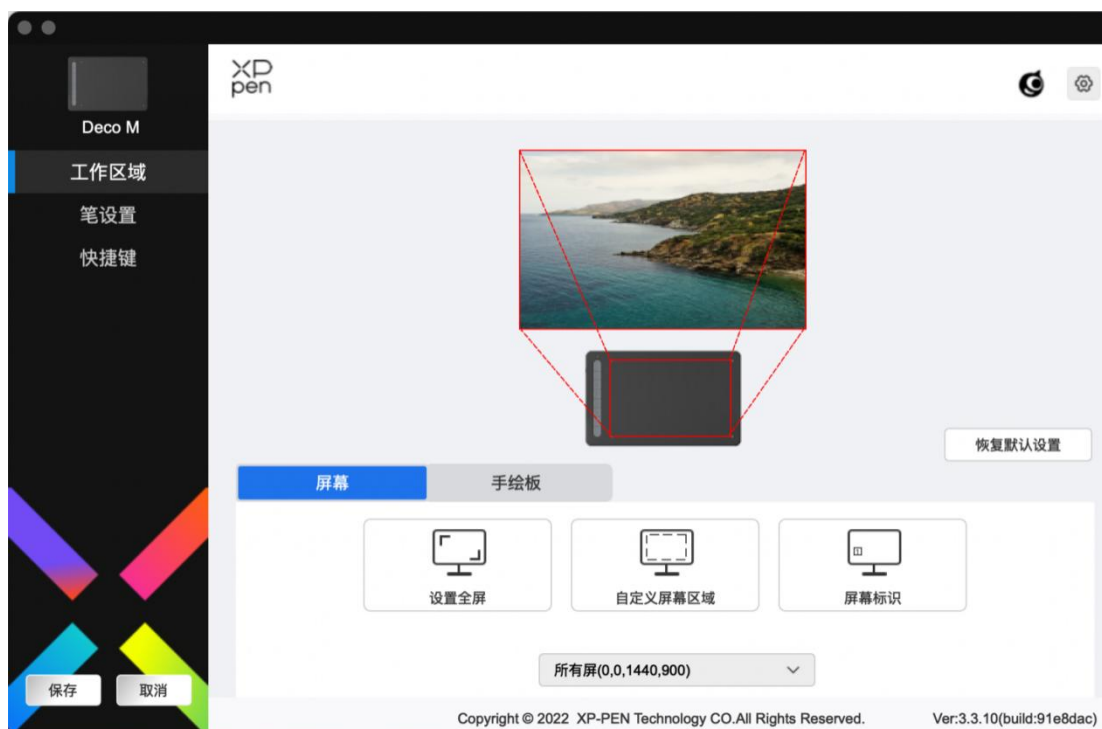 XP
pen
Deco M
工作区域
笔设置
快捷键
恢复默认设置
屏幕
手绘板
设置全屏
自定义屏幕区域
1
屏幕标识
所有屏(0,0,1440,900)
保存
取消
Copyright © 2022 XP-PEN Technology CO.All Rights Reserved.
Ver:3.3.10(build:91e8dac)